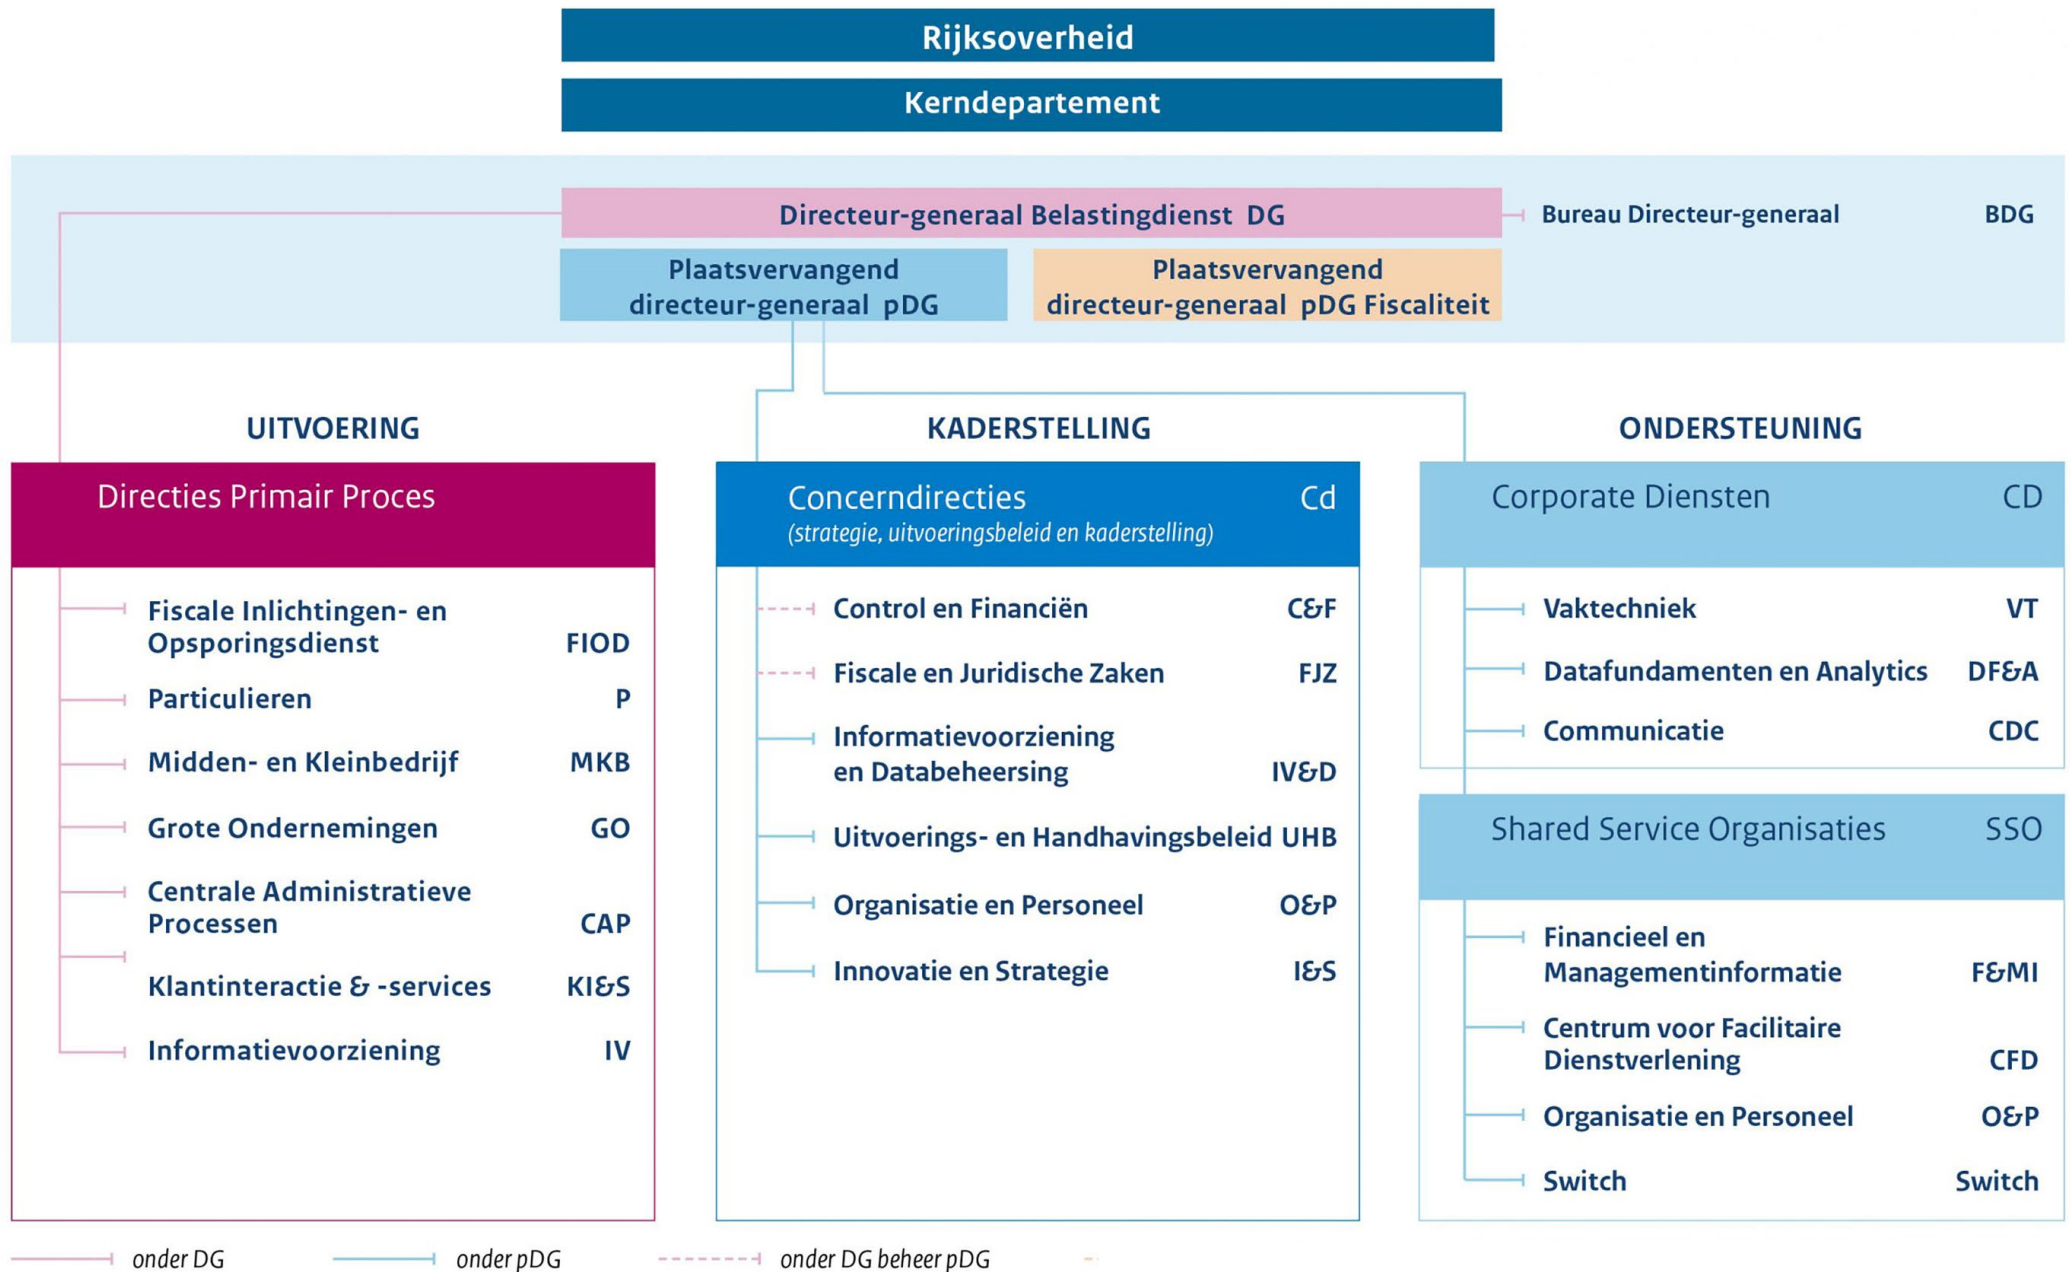 Rijksoverheid
Kerndepartement
Directeur-generaal Belastingdienst DG
Bureau Directeur-generaal BDG
Plaatsvervangend
directeur-generaal pDG
Plaatsvervangend
directeur-generaal pDG Fiscaliteit
UITVOERING
Directies Primair Proces
Fiscale Inlichtingen- en
Opsporingsdienst FIOD
Particulieren P
Midden- en Kleinbedrijf MKB
Grote Ondernemingen GO
Centrale Administratieve
Processen CAP
Klantinteractie & -services KI&S
Informatievoorziening IV
KADERSTELLING
Concerndirecties Cd
(strategie, uitvoeringsbeleid en kaderstelling)
Control en Financiën C&F
Fiscale en Juridische Zaken FJZ
Informatievoorziening
en Databeheersing IV&D
Uitvoerings- en Handhavingsbeleid UHB
Organisatie en Personeel O&P
Innovatie en Strategie I&S
ONDERSTEUNING
Corporate Diensten CD
Vaktechniek VT
Datafundamenten en Analytics DF&A
Communicatie CDC
Shared Service Organisaties SSO
Financieel en
Managementinformatie F&MI
Centrum voor Facilitaire
Dienstverlening CFD
Organisatie en Personeel O&P
Switch Switch
onder DG
onder pDG
onder DG beheer pDG